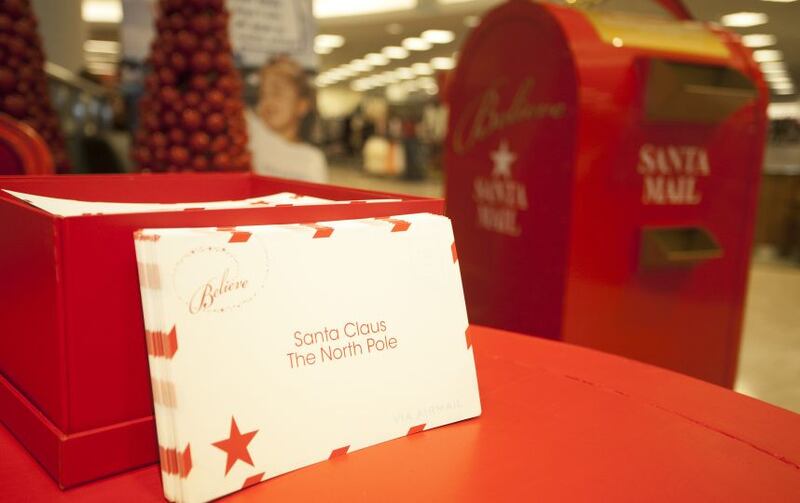 Believe
Santa Claus
The North Pole
VIA AIRMAIL
Believe
SANTA
MAIL
SANTA
MAIL